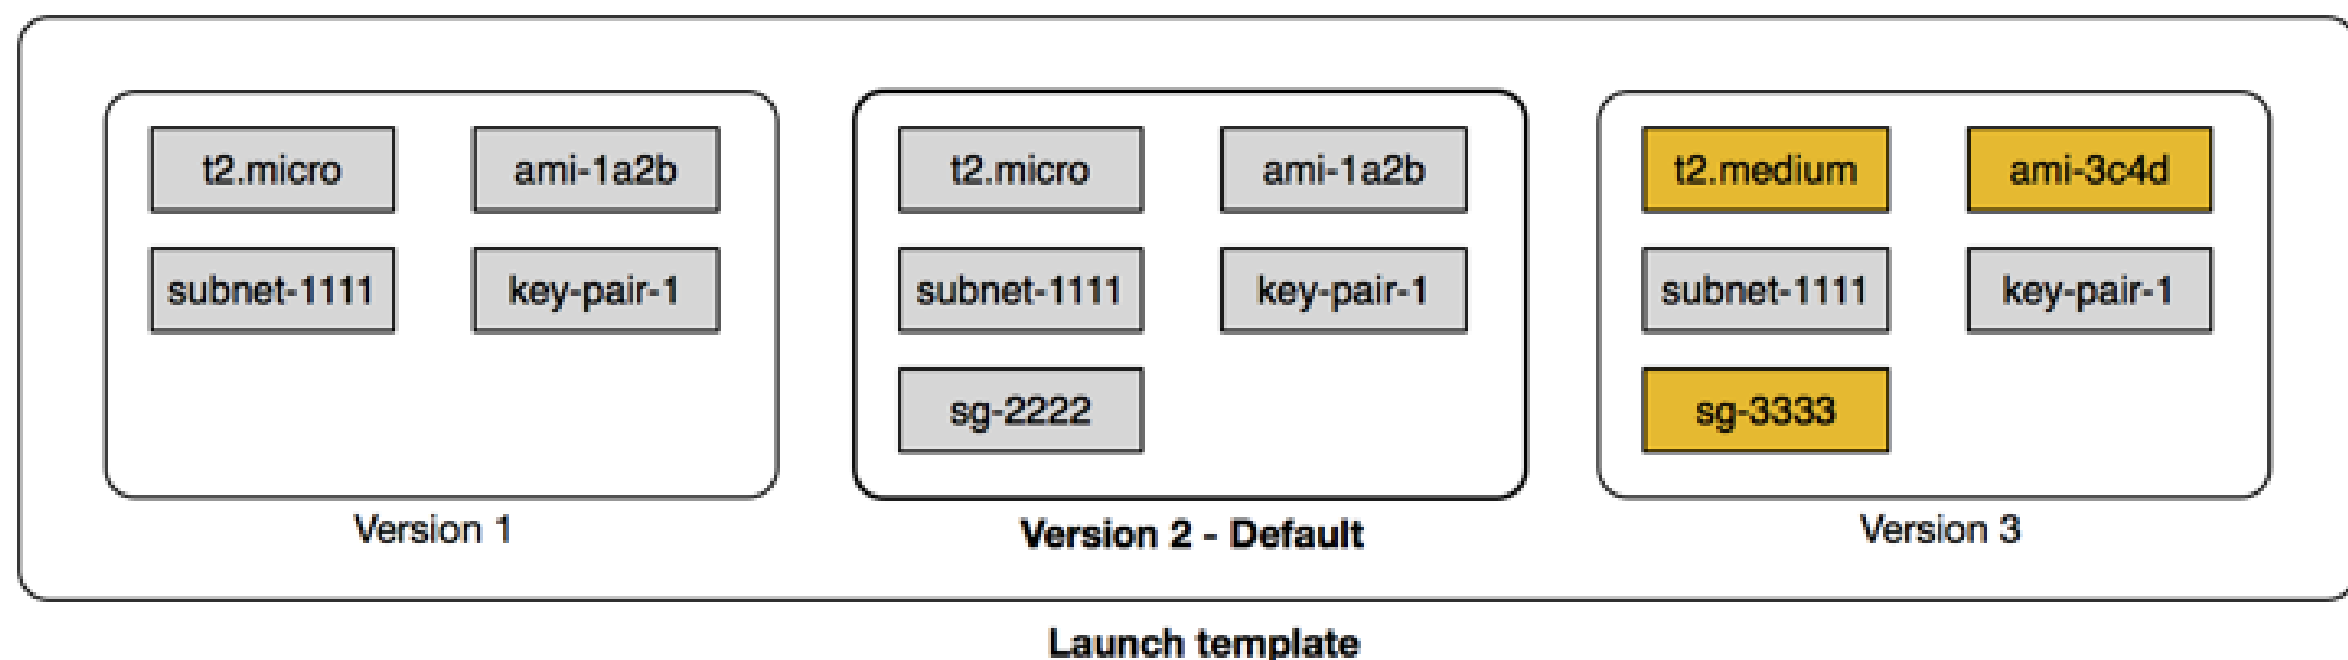 t2.micro ami-1a2b
subnet-1111 key-pair-1
Version 1
t2.micro ami-1a2b
subnet-1111 key-pair-1
sg-2222
Version 2 - Default
t2.medium ami-3c4d
subnet-1111 key-pair-1
sg-3333
Version 3
Launch template